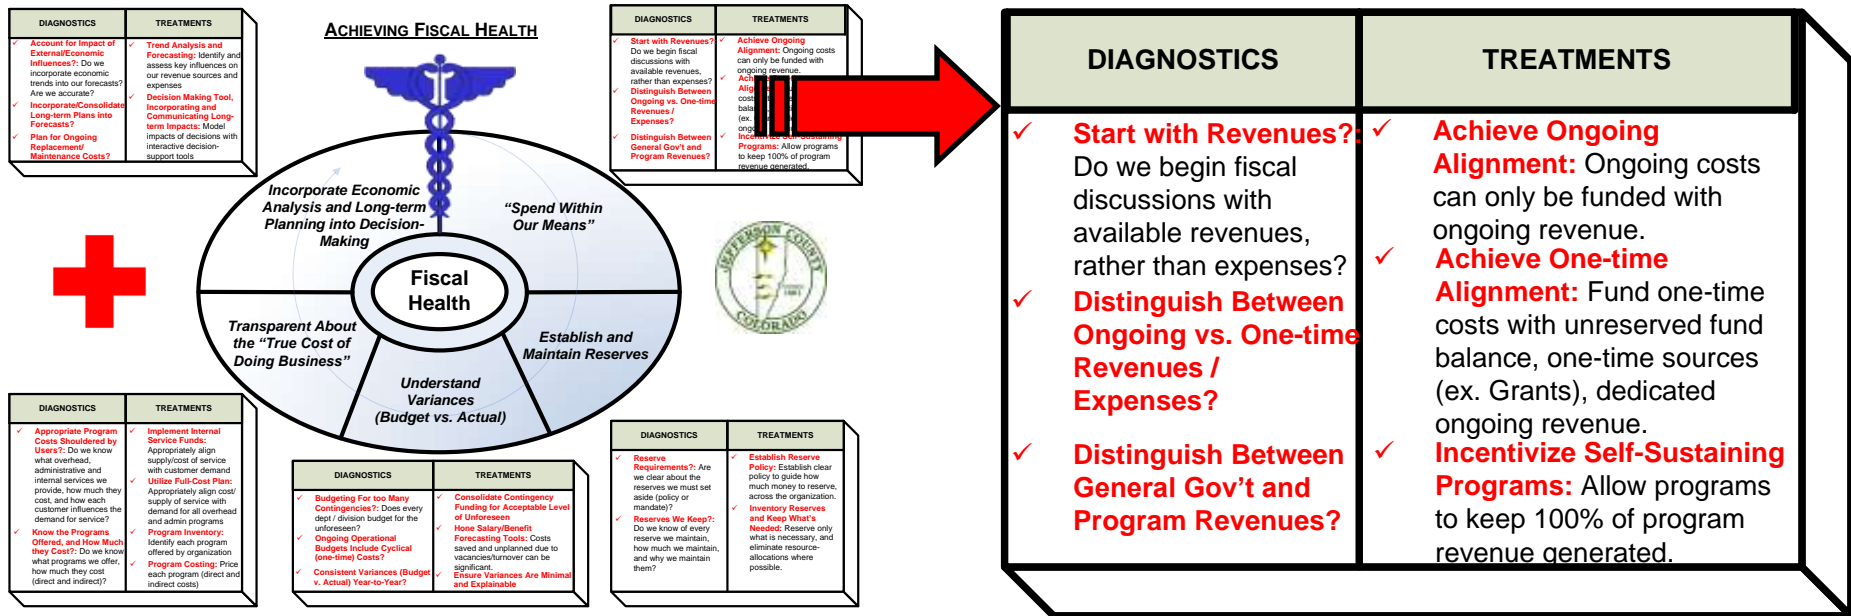 ACHIEVING FISCAL HEALTH
DIAGNOSTICS
TREATMENTS
Account for Impact of
External/Economic
Influences?: Do we
incorporate economic
trends into our forecasts?
Are we accurate?
Incorporate/Consolidate
Long-term Plans into
Forecasts?
Plan for Ongoing
Replacement/
Maintenance Costs?
Trend Analysis and
Forecasting: Identify and
assess key influences on
our revenue sources and
expenses
Decision Making Tool,
Incorporating and
Communicating Long-
term Impacts: Model
impacts of decisions with
interactive decision-
support tools
DIAGNOSTICS
TREATMENTS
Start with Revenues?:
Do we begin fiscal
discussions with
available revenues,
rather than expenses?
Distinguish Between
Ongoing vs. One-time
Revenues /
Expenses?
Distinguish Between
General Gov't and
Program Revenues?
Achieve Ongoing
Alignment: Ongoing costs
can only be funded with
ongoing revenue.
Incentivize Self-Sustaining
Programs: Allow programs
to keep 100% of program
revenue generated.
Incorporate Economic
Analysis and Long-term
Planning into Decision-
Making
“Spend Within
Our Means”
Fiscal
Health
Transparent About
the “True Cost of
Doing Business”
Understand
Variances
(Budget vs. Actual)
Establish and
Maintain Reserves
JEFFERSON COUNTY
COLORADO
DIAGNOSTICS
TREATMENTS
Appropriate Program
Costs Shouldered by
Users?: Do we know
what overhead,
administrative and
internal services we
provide, how much they
cost, and how each
customer influences the
demand for service?
Know the Programs
Offered, and How Much
they Cost?: Do we know
what programs we offer,
how much they cost
(direct and indirect)?
Implement Internal
Service Funds:
Appropriately align
supply/cost of service
with customer demand
Utilize Full-Cost Plan:
Appropriately align cost/
supply of service with
demand for all overhead
and admin programs
Program Inventory:
Identify each program
offered by organization
Program Costing: Price
each program (direct and
indirect costs)
DIAGNOSTICS
TREATMENTS
Budgeting For too Many
Contingencies?: Does every
dept / division budget for the
unforeseen?
Ongoing Operational
Budgets Include Cyclical
(one-time) Costs?
Consistent Variances (Budget
v. Actual) Year-to-Year?
Consolidate Contingency
Funding for Acceptable Level
of Unforeseen
Hone Salary/Benefit
Forecasting Tools: Costs
saved and unplanned due to
vacancies/turnover can be
significant.
Ensure Variances Are Minimal
and Explainable
DIAGNOSTICS
TREATMENTS
Reserve
Requirements?: Are
we clear about the
reserves we must set
aside (policy or
mandate)?
Reserves We Keep?:
Do we know of every
reserve we maintain,
how much we maintain,
and why we maintain
them?
Establish Reserve
Policy: Establish clear
policy to guide how
much money to reserve,
across the organization.
Inventory Reserves
and Keep What's
Needed: Reserve only
what is necessary, and
eliminate resource-
allocations where
possible.
DIAGNOSTICS
TREATMENTS
Start with Revenues?:
Do we begin fiscal
discussions with
available revenues,
rather than expenses?
Distinguish Between
Ongoing vs. One-time
Revenues /
Expenses?
Distinguish Between
General Gov't and
Program Revenues?
Achieve Ongoing
Alignment: Ongoing costs
can only be funded with
ongoing revenue.
Achieve One-time
Alignment: Fund one-time
costs with unreserved fund
balance, one-time sources
(ex. Grants), dedicated
ongoing revenue.
Incentivize Self-Sustaining
Programs: Allow programs
to keep 100% of program
revenue generated.